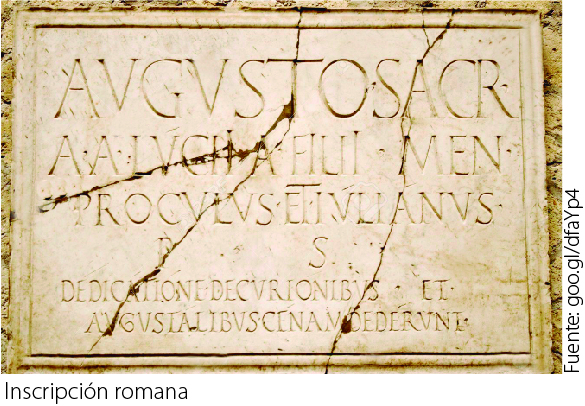 AVGVSTO SACR·
A·A·LVCII·A·FILII·MEN·
PROCVLVS·ET·IVLIANVS·
P· S·
DEDICATIONE·DECVRIONIBVS·ET·
AVGVSTALIBVS·CENAM·DEDERVNT·
Inscripción romana
Fuente: goo.gl/dfaYp4